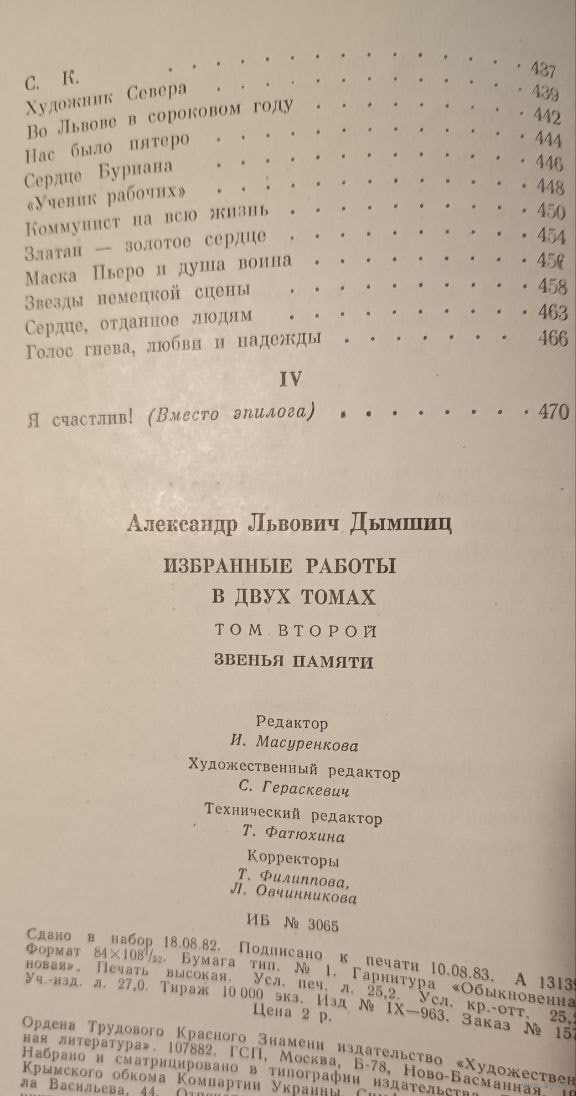 С. К. . . . . . . . . . . . . . 437
Художник Севера . . . . . . . . . . . 439
Во Львове в сороковом году . . . . . . . . 442
Нас было пятеро . . . . . . . . . . . 444
Сердце Буриана . . . . . . . . . . . 446
«Ученик рабочих» . . . . . . . . . . . 448
Коммунист на всю жизнь . . . . . . . . . 450
Златан — золотое сердце . . . . . . . . . 454
Маска Пьеро и душа воина . . . . . . . . 456
Звезды немецкой сцены . . . . . . . . . 458
Сердце, отданное людям . . . . . . . . . 463
Голос гнева, любви и надежды . . . . . . . 466
IV
Я счастлив! (Вместо эпилога) . . . . . . . 470
Александр Львович Дымшиц
ИЗБРАННЫЕ РАБОТЫ
В ДВУХ ТОМАХ
ТОМ ВТОРОЙ
ЗВЕНЬЯ ПАМЯТИ
Редактор
И. Масуренкова
Художественный редактор
С. Гераскевич
Технический редактор
Т. Фатюхина
Корректоры
Т. Филиппова,
Л. Овчинникова
ИБ № 3065
Сдано в набор 18.08.82. Подписано к печати 10.08.83. А 13139
Формат 84×108 1/32. Бумага тип. № 1. Гарнитура «Обыкновенная
новая». Печать высокая. Усл. печ. л. 25,2. Усл. кр.-отт. 25,2
Уч.-изд. л. 27,0. Тираж 10 000 экз. Изд № IX—963. Заказ № 157
Цена 2 р.
Ордена Трудового Красного Знамени издательство «Художествен
ная литература». 107882. ГСП, Москва, Б-78, Ново-Басманная,
Набрано и сматрицировано в типографии издательства
Крымского обкома Компартии Украины,
ла Васильева, 44.